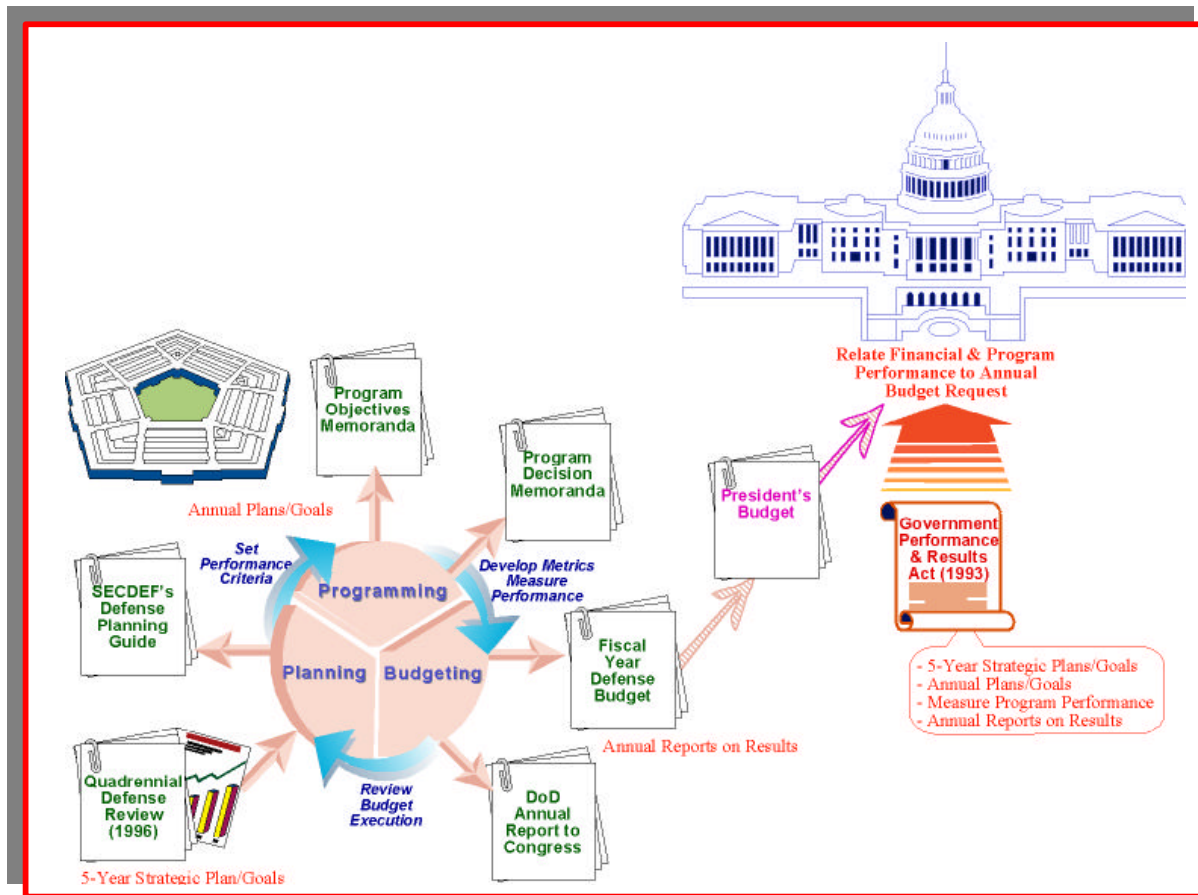 Relate Financial & Program
Performance to Annual
Budget Request
Program
Objectives
Memoranda
Program
Decision
Memoranda
President's
Budget
Government
Performance
& Results
Act (1993)
Annual Plans/Goals
Set
Performance
Criteria
Develop Metrics
Measure
Performance
SECDEF's
Defense
Planning
Guide
Programming
Planning
Budgeting
Fiscal
Year
Defense
Budget
- 5-Year Strategic Plans/Goals
- Annual Plans/Goals
- Measure Program Performance
- Annual Reports on Results
Annual Reports on Results
Quadrennial
Defense
Review
(1996)
Review
Budget
Execution
DoD
Annual
Report to
Congress
5-Year Strategic Plan/Goals